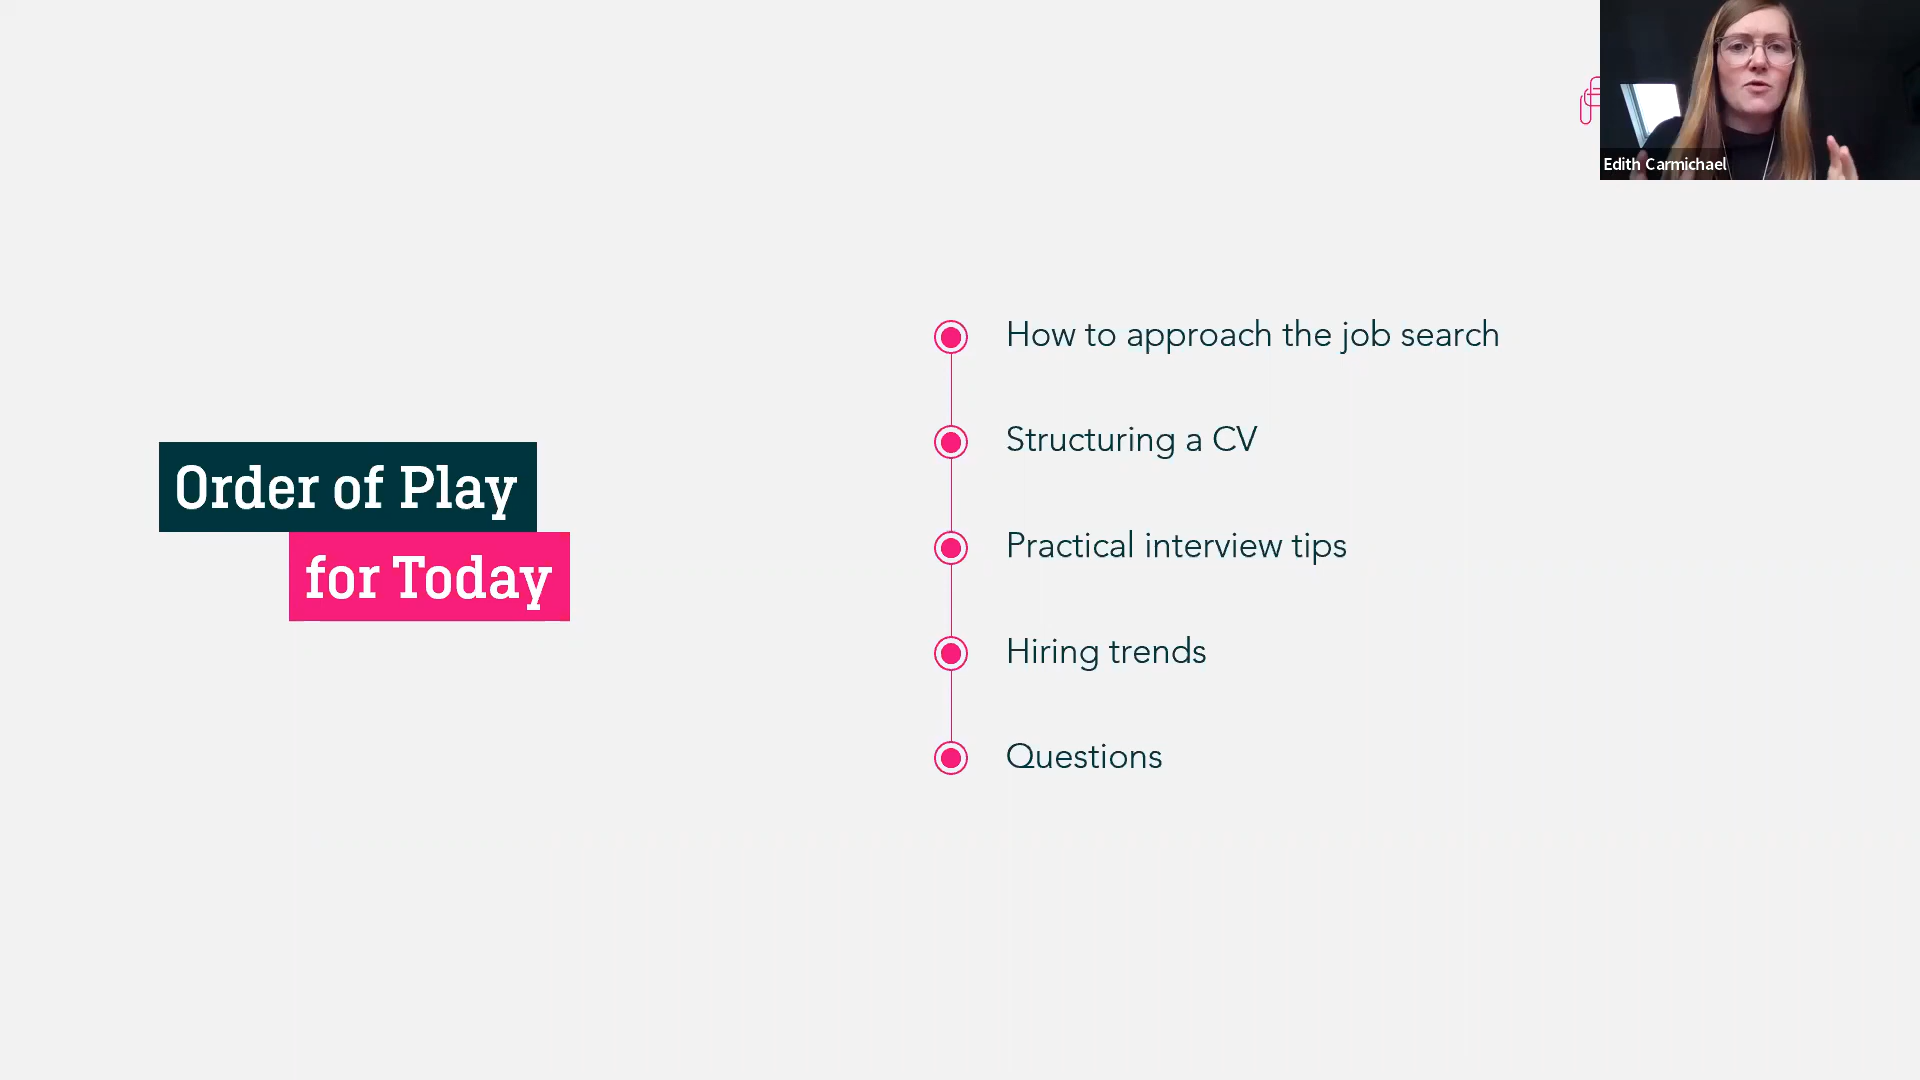 Edith Carmichael
Order of Play
for Today
How to approach the job search
Structuring a CV
Practical interview tips
Hiring trends
Questions